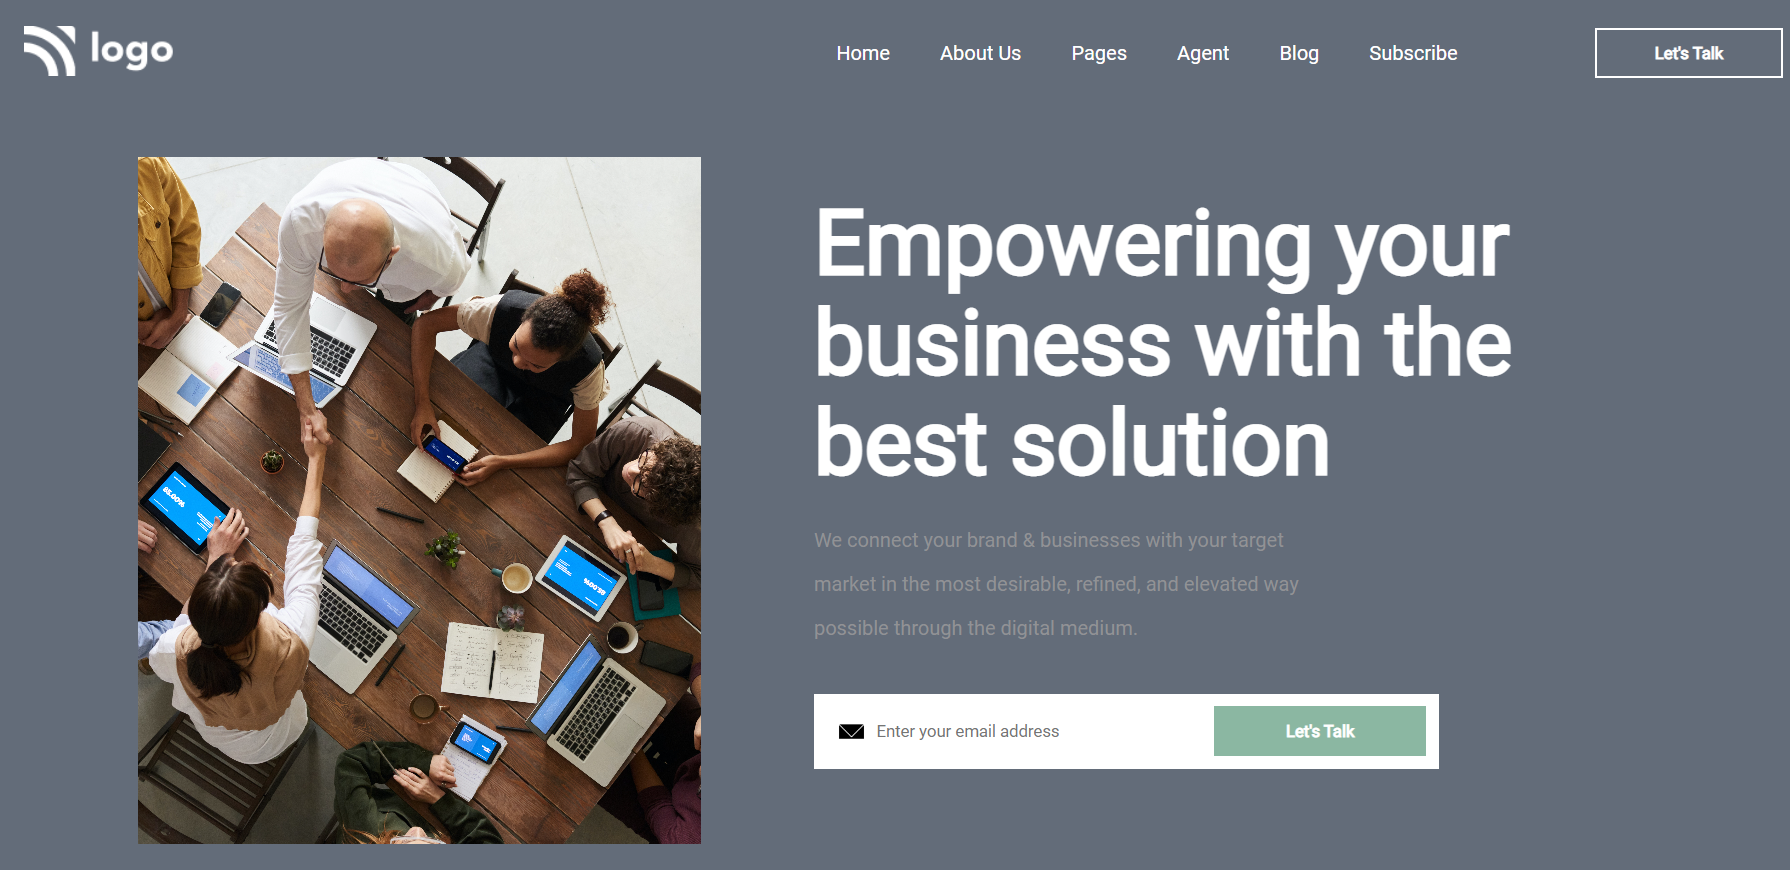 logo
Home About Us Pages Agent Blog Subscribe Let's Talk
Empowering your
business with the
best solution
We connect your brand & businesses with your target
market in the most desirable, refined, and elevated way
possible through the digital medium.
Enter your email address Let's Talk